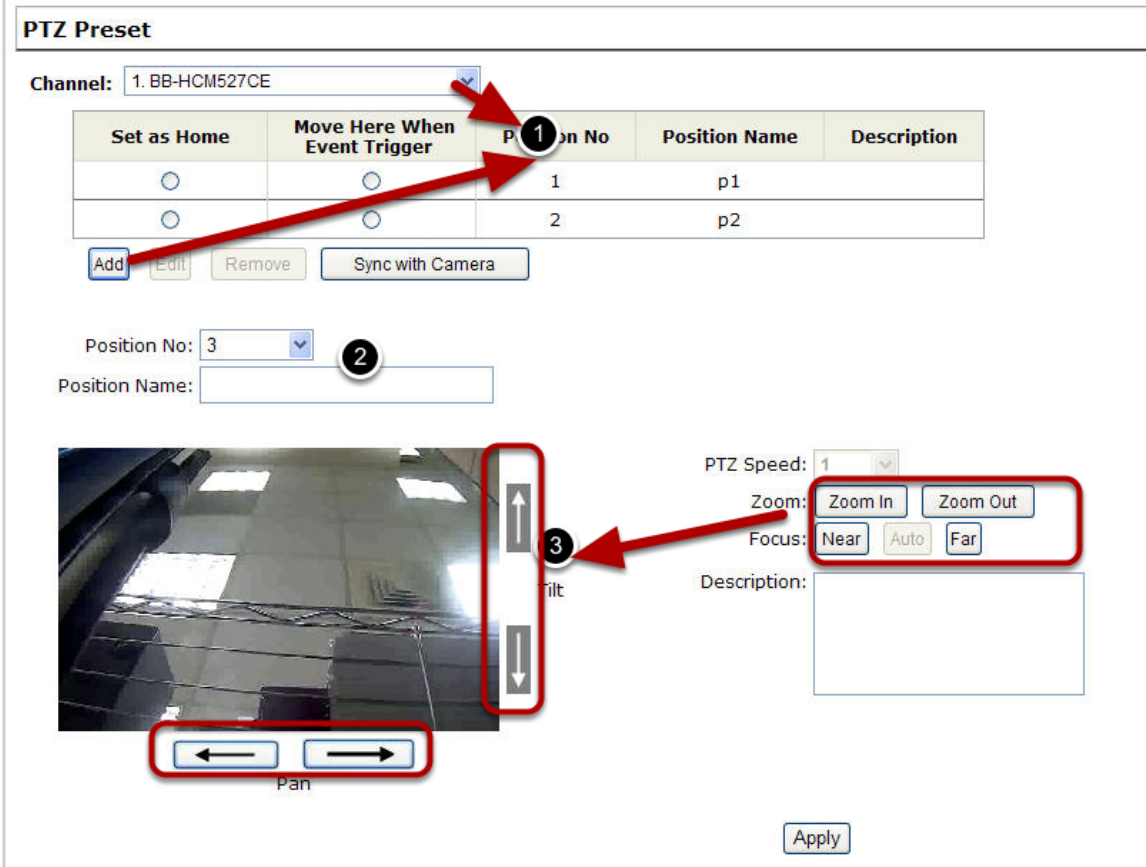 PTZ Preset
Channel: 1. BB-HCM527CE
Set as Home Move Here When Event Trigger 1 on No Position Name Description
1 p1
2 p2
Add Edit Remove Sync with Camera
Position No: 3
2
Position Name:
PTZ Speed: 1
Zoom: Zoom In Zoom Out
Focus: Near Auto Far
3
Tilt
Description:
Pan
Apply